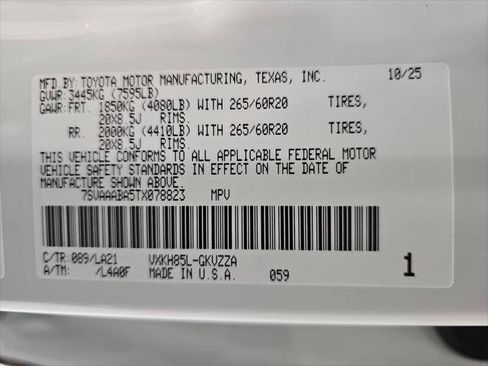 MFD BY: TOYOTA MOTOR MANUFACTURING, TEXAS, INC. 10/25
GVWR: 3445KG (7595LB)
GAWR: FRT. 1850KG (4080LB) WITH 265/60R20 TIRES,
20X8.5J RIMS.
RR. 2000KG (4410LB) WITH 265/60R20 TIRES,
20X8.5J RIMS.
THIS VEHICLE CONFORMS TO ALL APPLICABLE FEDERAL MOTOR
VEHICLE SAFETY STANDARDS IN EFFECT ON THE DATE OF
MANUFACTURE SHOWN ABOVE.
7SVAAABA5TX078823 MPV
C/TR: 089/LA21 VXKH85L-GKVZZA
A/TM: /L4A0F MADE IN U.S.A. 059 1